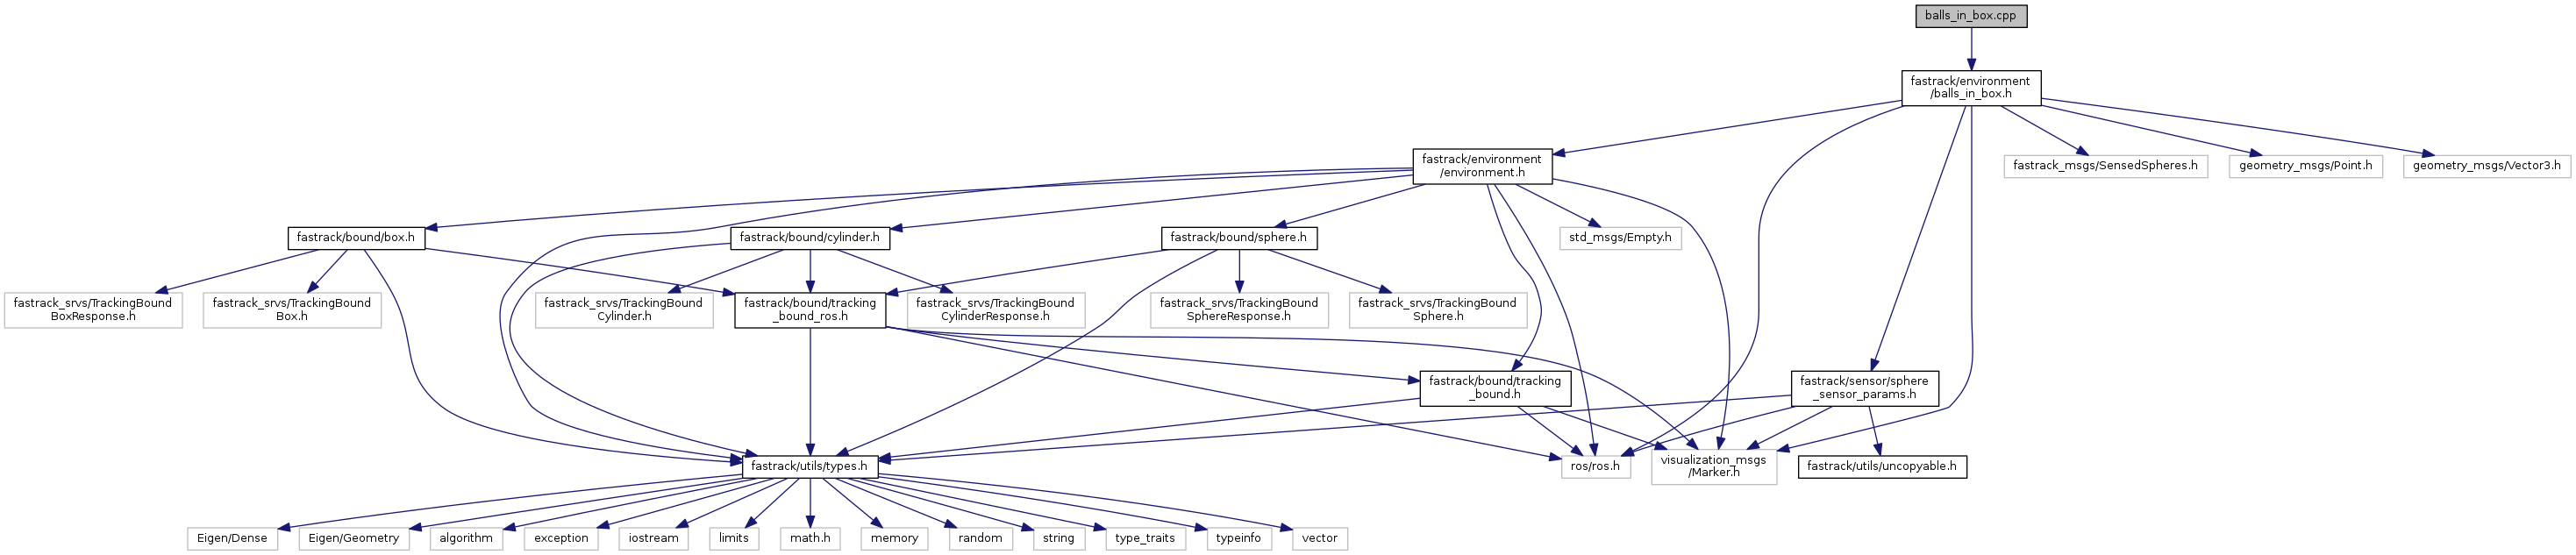 balls_in_box.cpp
fastrack/environment
/balls_in_box.h
fastrack/environment
/environment.h
fastrack_msgs/SensedSpheres.h
geometry_msgs/Point.h
geometry_msgs/Vector3.h
fastrack/bound/box.h
fastrack/bound/cylinder.h
fastrack/bound/sphere.h
std_msgs/Empty.h
fastrack_srvs/TrackingBound
BoxResponse.h
fastrack_srvs/TrackingBound
Box.h
fastrack_srvs/TrackingBound
Cylinder.h
fastrack/bound/tracking
_bound_ros.h
fastrack_srvs/TrackingBound
CylinderResponse.h
fastrack_srvs/TrackingBound
SphereResponse.h
fastrack_srvs/TrackingBound
Sphere.h
fastrack/bound/tracking
_bound.h
fastrack/sensor/sphere
_sensor_params.h
fastrack/utils/types.h
ros/ros.h
visualization_msgs
/Marker.h
fastrack/utils/uncopyable.h
Eigen/Dense
Eigen/Geometry
algorithm
exception
iostream
limits
math.h
memory
random
string
type_traits
typeinfo
vector